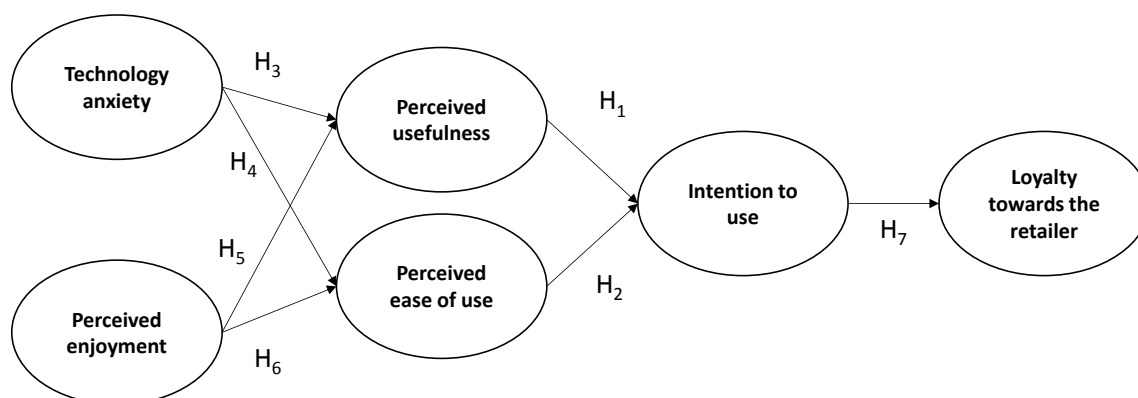 Technology
anxiety
H₃
Perceived
usefulness
H₁
H₄
Intention to
use
Loyalty
towards the
retailer
H₇
H₅
Perceived
enjoyment
H₆
Perceived
ease of use
H₂